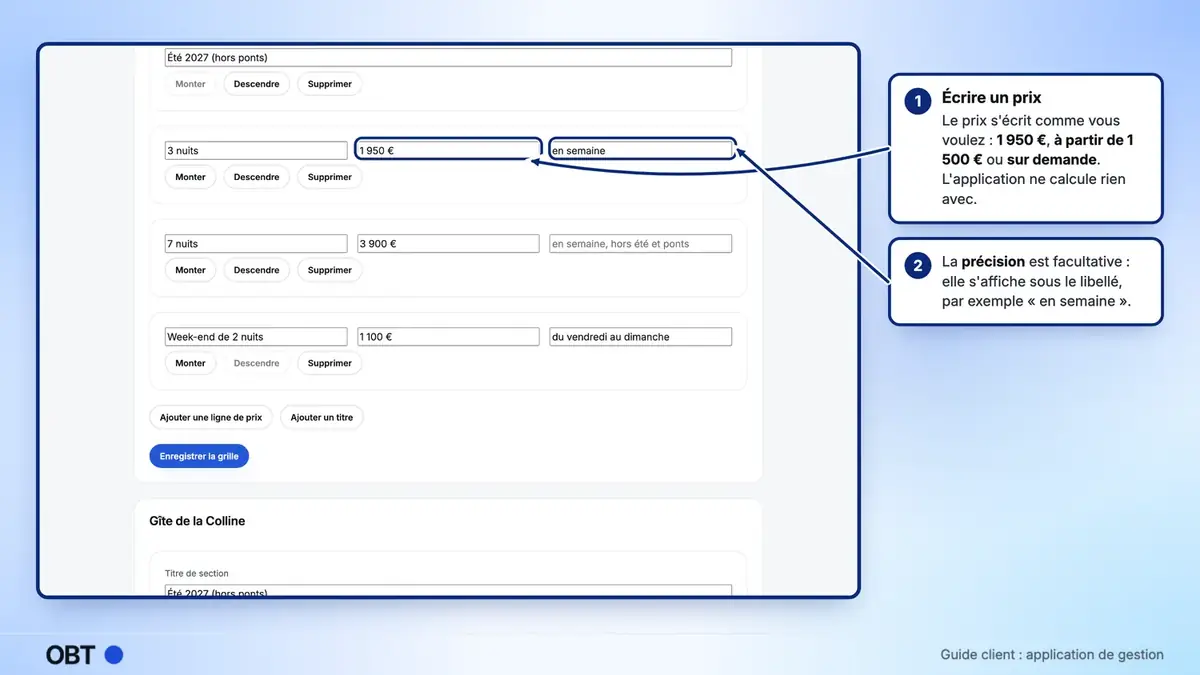 Été 2027 (hors ponts)
Monter Descendre Supprimer
3 nuits 1 950 € en semaine
Monter Descendre Supprimer
7 nuits 3 900 € en semaine, hors été et ponts
Monter Descendre Supprimer
Week-end de 2 nuits 1 100 € du vendredi au dimanche
Monter Descendre Supprimer
Ajouter une ligne de prix Ajouter un titre
Enregistrer la grille
Gîte de la Colline
Titre de section
Été 2027 (hors ponts)
1 Écrire un prix
Le prix s'écrit comme vous
voulez : 1 950 €, à partir de 1
500 € ou sur demande.
L'application ne calcule rien
avec.
2 La précision est facultative :
elle s'affiche sous le libellé,
par exemple « en semaine ».
OBT
Guide client : application de gestion